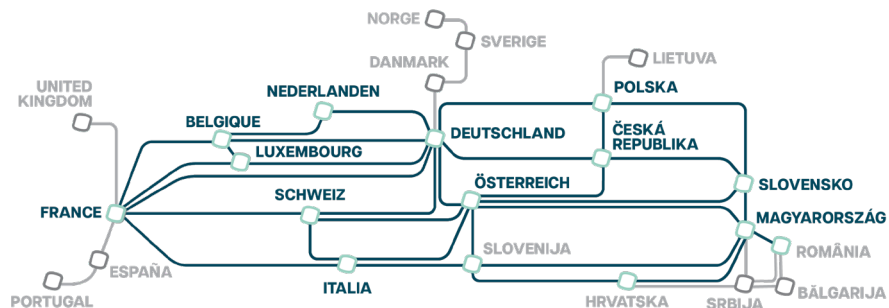 NORGE
SVERIGE
DANMARK
LIETUVA
UNITED
KINGDOM
NEDERLANDEN
POLSKA
BELGIQUE
DEUTSCHLAND
ČESKÁ
REPUBLIKA
LUXEMBOURG
ÖSTERREICH
SLOVENSKO
SCHWEIZ
FRANCE
MAGYARORSZÁG
SLOVENIJA
ROMÂNIA
ESPAÑA
ITALIA
PORTUGAL
HRVATSKA
SRBIJA
BĂLGARIJA